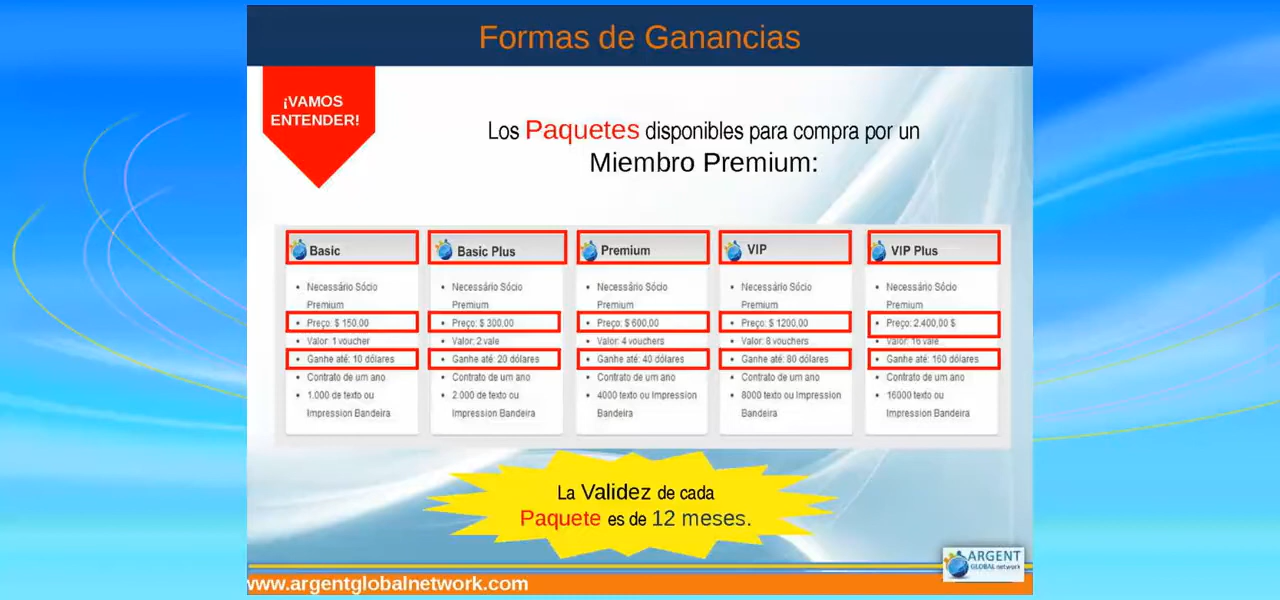 Formas de Ganancias
¡VAMOS
ENTENDER!
Los Paquetes disponibles para compra por un
Miembro Premium:
Basic
Necessário Sócio
Premium
Preço: $ 150,00
Valor: 1 voucher
Ganhe até: 10 dólares
Contrato de um ano
1.000 de texto ou
Impression Bandeira
Basic Plus
Necessário Sócio
Premium
Preço: $ 300,00
Valor: 2 vale
Ganhe até: 20 dólares
Contrato de um ano
2.000 de texto ou
Impression Bandeira
Premium
Necessário Sócio
Premium
Preço: $ 600,00
Valor: 4 vouchers
Ganhe até: 40 dólares
Contrato de um ano
4000 texto ou Impression
Bandeira
VIP
Necessário Sócio
Premium
Preço: $ 1200,00
Valor: 8 vouchers
Ganhe até: 80 dólares
Contrato de um ano
8000 texto ou Impression
Bandeira
VIP Plus
Necessário Sócio
Premium
Preço: 2.400,00 $
Valor: 16 vale
Ganhe até: 160 dólares
Contrato de um ano
16000 texto ou
Impression Bandeira
La Validez de cada
Paquete es de 12 meses.
ARGENT
GLOBAL network
www.argentglobalnetwork.com